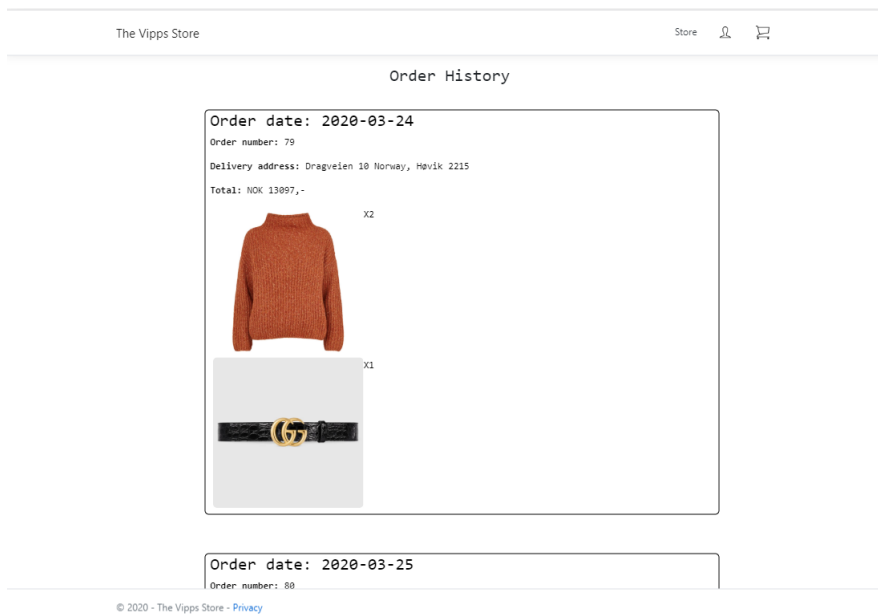 The Vipps Store
Store
Order History
Order date: 2020-03-24
Order number: 79
Delivery address: Dragveien 10 Norway, Høvik 2215
Total: NOK 13097,-
X2
X1
Order date: 2020-03-25
Order number: 80
© 2020 - The Vipps Store - Privacy